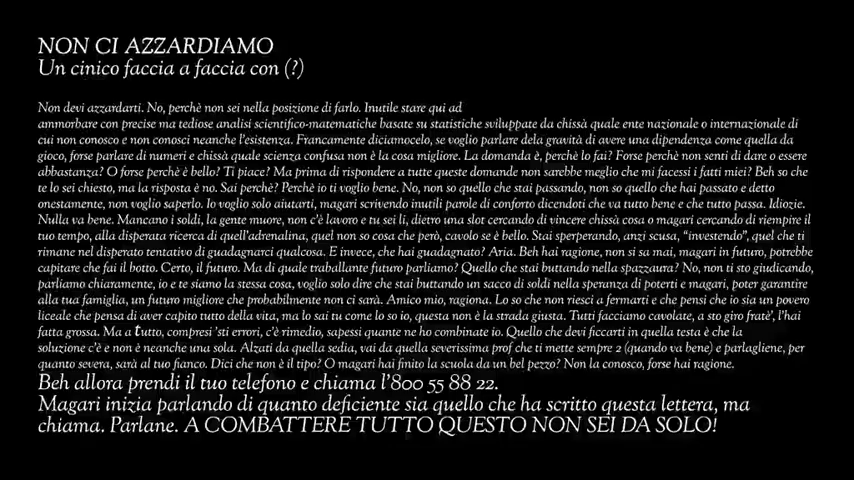 NON CI AZZARDIAMO
Un cinico faccia a faccia con (?)
Non devi azzardarti. No, perchè non sei nella posizione di farlo. Inutile stare qui ad
ammorbare con precise ma tediose analisi scientifico-matematiche basate su statistiche sviluppate da chissà quale ente nazionale o internazionale di
cui non conosco e non conosci neanche l'esistenza. Francamente diciamocelo, se voglio parlare dela gravità di avere una dipendenza come quella da
gioco, forse parlare di numeri e chissà quale scienza confusa non è la cosa migliore. La domanda è, perchè lo fai? Forse perchè non senti di dare o essere
abbastanza? O forse perchè è bello? Ti piace? Ma prima di rispondere a tutte queste domande non sarebbe meglio che mi facessi i fatti miei? Beh so che
te lo sei chiesto, ma la risposta è no. Sai perchè? Perchè io ti voglio bene. No, non so quello che stai passando, non so quello che hai passato e detto
onestamente, non voglio saperlo. Io voglio solo aiutarti, magari scrivendo inutili parole di conforto dicendoti che va tutto bene e che tutto passa. Idiozie.
Nulla va bene. Mancano i soldi, la gente muore, non c'è lavoro e tu sei lì, dietro una slot cercando di vincere chissà cosa o magari cercando di riempire il
tuo tempo, alla disperata ricerca di quell'adrenalina, quel non so cosa che però, cavolo se è bello. Stai sperperando, anzi scusa, "investendo", quel che ti
rimane nel disperato tentativo di guadagnarci qualcosa. E invece, che hai guadagnato? Aria. Beh hai ragione, non si sa mai, magari in futuro, potrebbe
capitare che fai il botto. Certo, il futuro. Ma di quale traballante futuro parliamo? Quello che stai buttando nella spazzaura? No, non ti sto giudicando,
parliamo chiaramente, io e te siamo la stessa cosa, voglio solo dire che stai buttando un sacco di soldi nella speranza di poterti e magari, poter garantire
alla tua famiglia, un futuro migliore che probabilmente non ci sarà. Amico mio, ragiona. Lo so che non riesci a fermarti e che pensi che io sia un povero
liceale che pensa di aver capito tutto della vita, ma lo sai tu come lo so io, questa non è la strada giusta. Tutti facciamo cavolate, a sto giro fratè', l'hai
fatta grossa. Ma a tutto, compresi 'sti errori, c'è rimedio, sapessi quante ne ho combinate io. Quello che devi ficcarti in quella testa è che la
soluzione c'è e non è neanche una sola. Alzati da quella sedia, vai da quella severissima prof che ti mette sempre 2 (quando va bene) e parlagliene, per
quanto severa, sarà al tuo fianco. Dici che non è il tipo? O magari hai finito la scuola da un bel pezzo? Non la conosco, forse hai ragione.
Beh allora prendi il tuo telefono e chiama l'800 55 88 22.
Magari inizia parlando di quanto deficiente sia quello che ha scritto questa lettera, ma
chiama. Parlane. A COMBATTERE TUTTO QUESTO NON SEI DA SOLO!